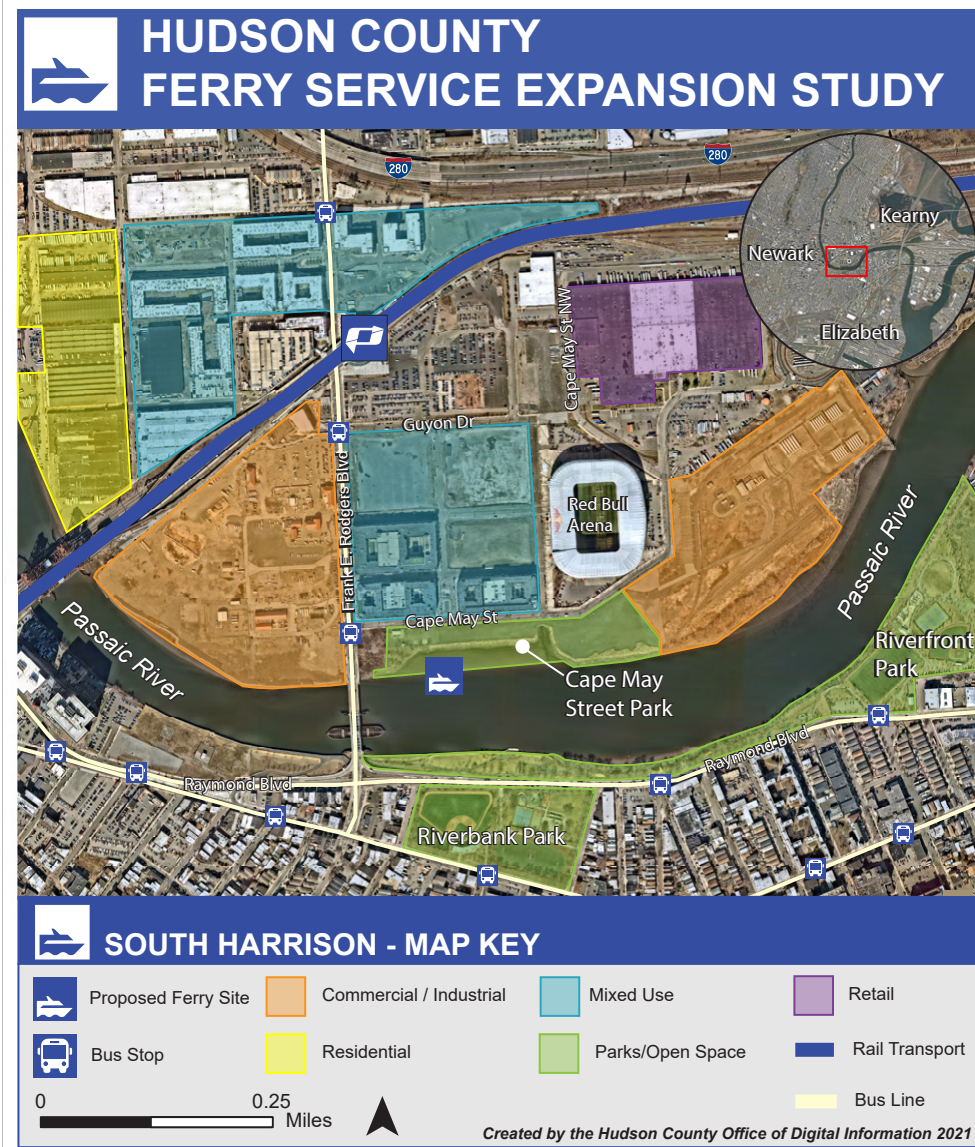 HUDSON COUNTY
FERRY SERVICE EXPANSION STUDY
280
280
Kearny
Newark
Elizabeth
Cape May St NW
Guyon Dr
Frank E. Rodgers Blvd
Red Bull
Arena
Passaic River
Passaic River
Cape May St
Riverfront
Park
Cape May
Street Park
Raymond Blvd
Raymond Blvd
Riverbank Park
SOUTH HARRISON - MAP KEY
Proposed Ferry Site
Commercial / Industrial
Mixed Use
Retail
Bus Stop
Residential
Parks/Open Space
Rail Transport
Bus Line
0
0.25
Miles
Created by the Hudson County Office of Digital Information 2021